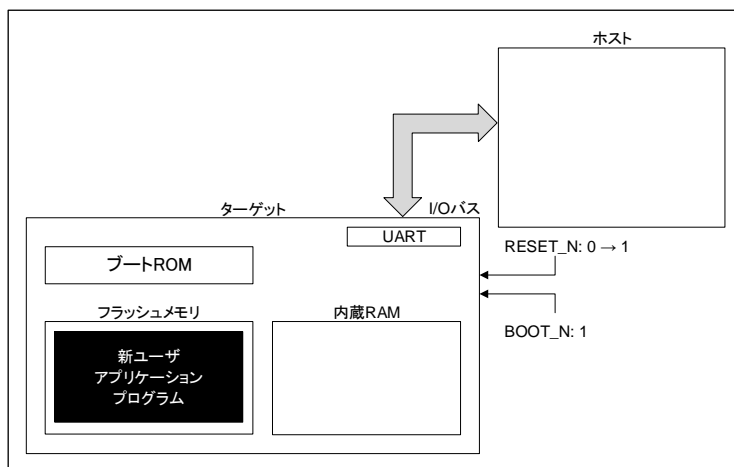 ホスト
ターゲット
I/Oバス
UART
ブートROM
RESET_N: 0 → 1
フラッシュメモリ
内蔵RAM
BOOT_N: 1
新ユーザ
アプリケーション
プログラム